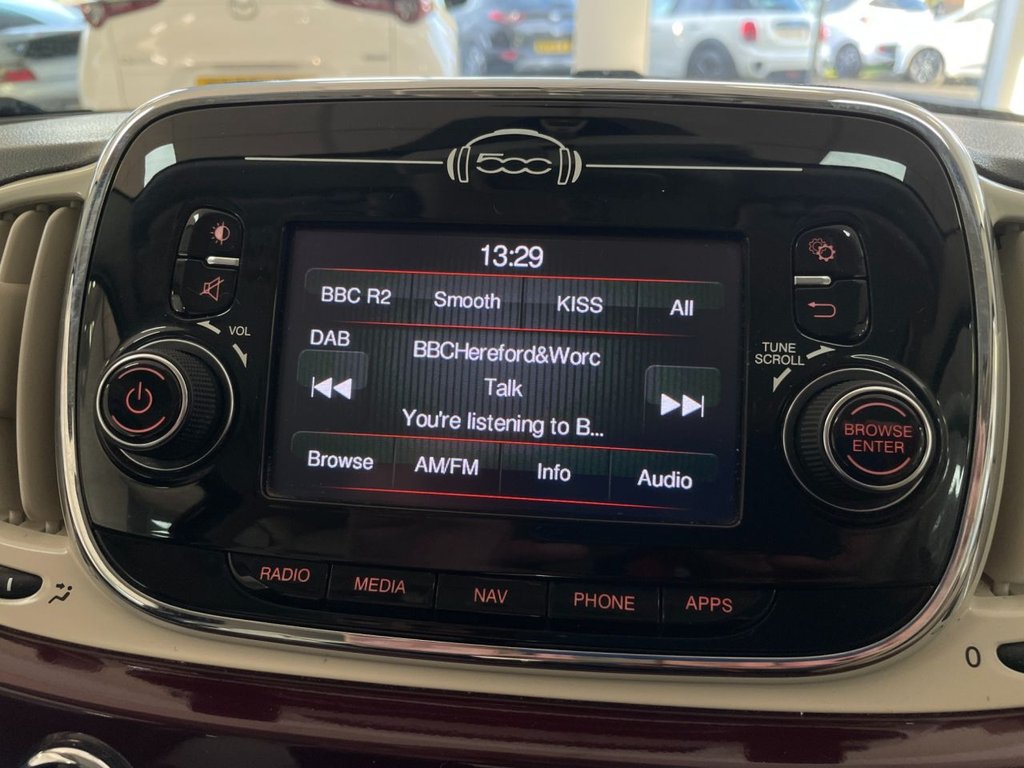 500
13:29
BBC R2 Smooth KISS All
DAB
VOL
BBCHereford&Worc
TUNE
SCROLL
Talk
You're listening to B...
BROWSE
ENTER
Browse AM/FM Info Audio
RADIO MEDIA NAV PHONE APPS
0